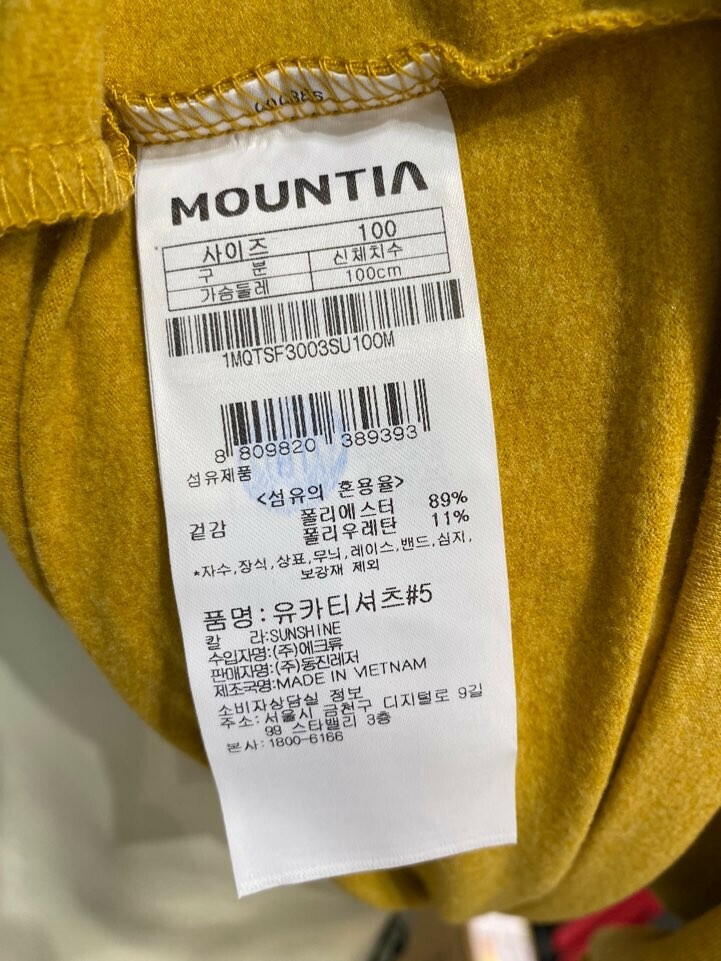 MOUNTIA
사이즈 100
구 분 신체치수
가슴둘레 100cm
1MQTSF3003SU100M
8 809820 389393
섬유제품
<섬유의 혼용율>
겉감 폴리에스터 89%
폴리우레탄 11%
*자수,장식,상표,무늬,레이스,밴드,심지,
보강재 제외
품명:유카티셔츠#5
칼 라:SUNSHINE
수입자명:(주)에크류
판매자명:(주)동진레저
제조국명:MADE IN VIETNAM
소비자상담실 정보
주소:서울시 금천구 디지털로 9길
99 스타밸리 3층
본사:1800-6166